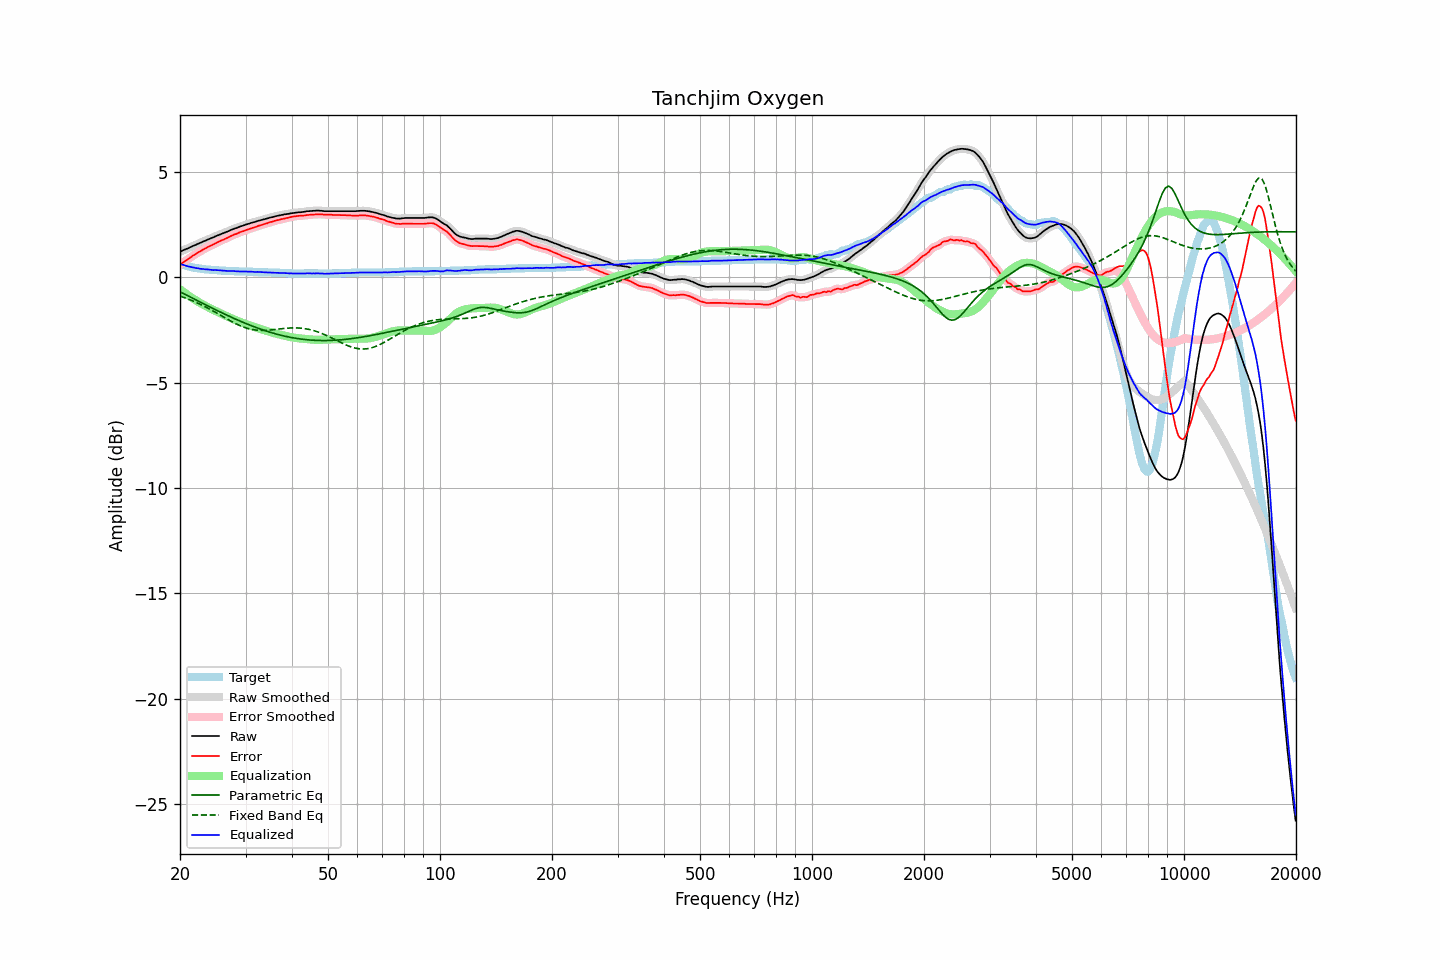 Tanchjim Oxygen
5
0
−5
−10
−15
−20
−25
Amplitude (dBr)
Target
Raw Smoothed
Error Smoothed
Raw
Error
Equalization
Parametric Eq
Fixed Band Eq
Equalized
20 50 100 200 500 1000 2000 5000 10000 20000
Frequency (Hz)